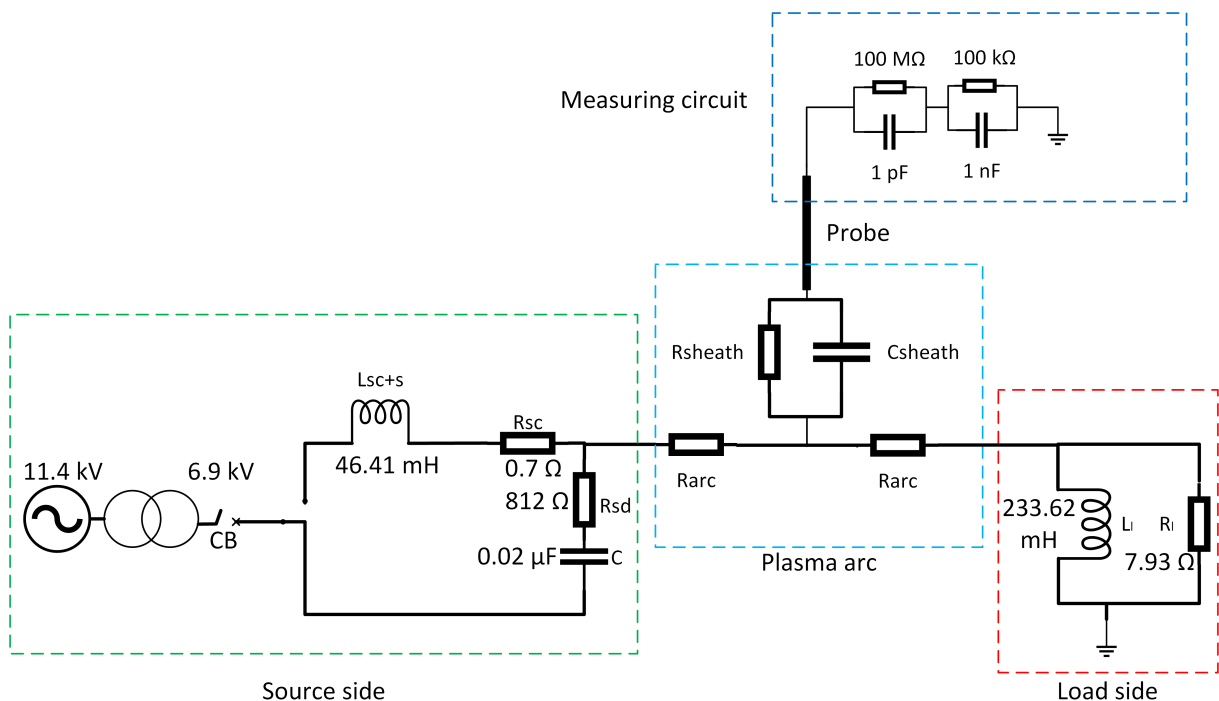 100 MΩ
100 kΩ
Measuring circuit
1 pF
1 nF
Probe
Rsheath
Csheath
Lsc+s
Rsc
46.41 mH
0.7 Ω
11.4 kV
6.9 kV
812 Ω
Rsd
Rarc
Rarc
233.62
mH
Lₗ
Rₗ
CB
0.02 µF
C
7.93 Ω
Plasma arc
Source side
Load side